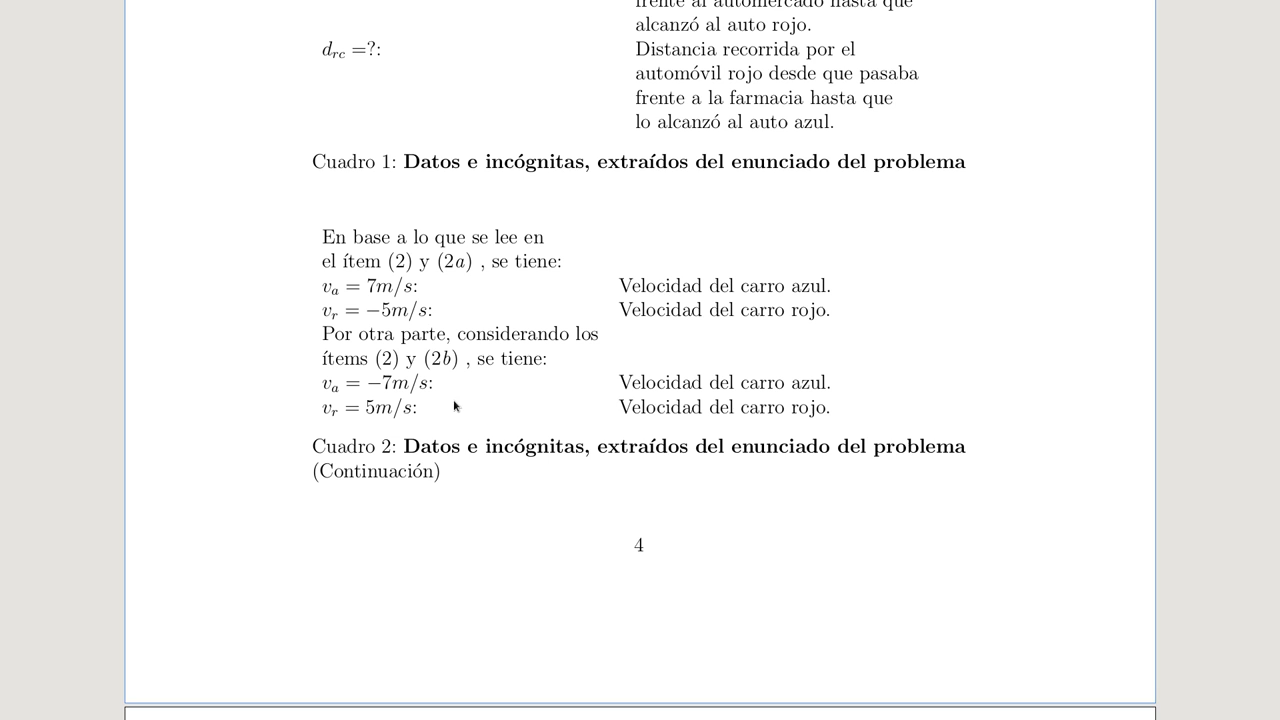 frente al automercado hasta que
alcanzó al auto rojo.
d_rc =?: Distancia recorrida por el
automóvil rojo desde que pasaba
frente a la farmacia hasta que
lo alcanzó al auto azul.
Cuadro 1: Datos e incógnitas, extraídos del enunciado del problema
En base a lo que se lee en
el ítem (2) y (2a) , se tiene:
v_a = 7m/s: Velocidad del carro azul.
v_r = −5m/s: Velocidad del carro rojo.
Por otra parte, considerando los
ítems (2) y (2b) , se tiene:
v_a = −7m/s: Velocidad del carro azul.
v_r = 5m/s: Velocidad del carro rojo.
Cuadro 2: Datos e incógnitas, extraídos del enunciado del problema
(Continuación)
4